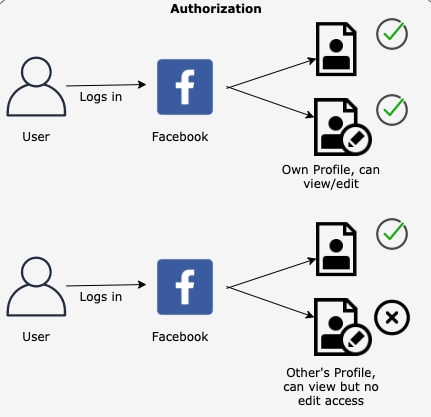 Authorization
Logs in
User
Facebook
Own Profile, can
view/edit
Logs in
User
Facebook
Other's Profile,
can view but no
edit access